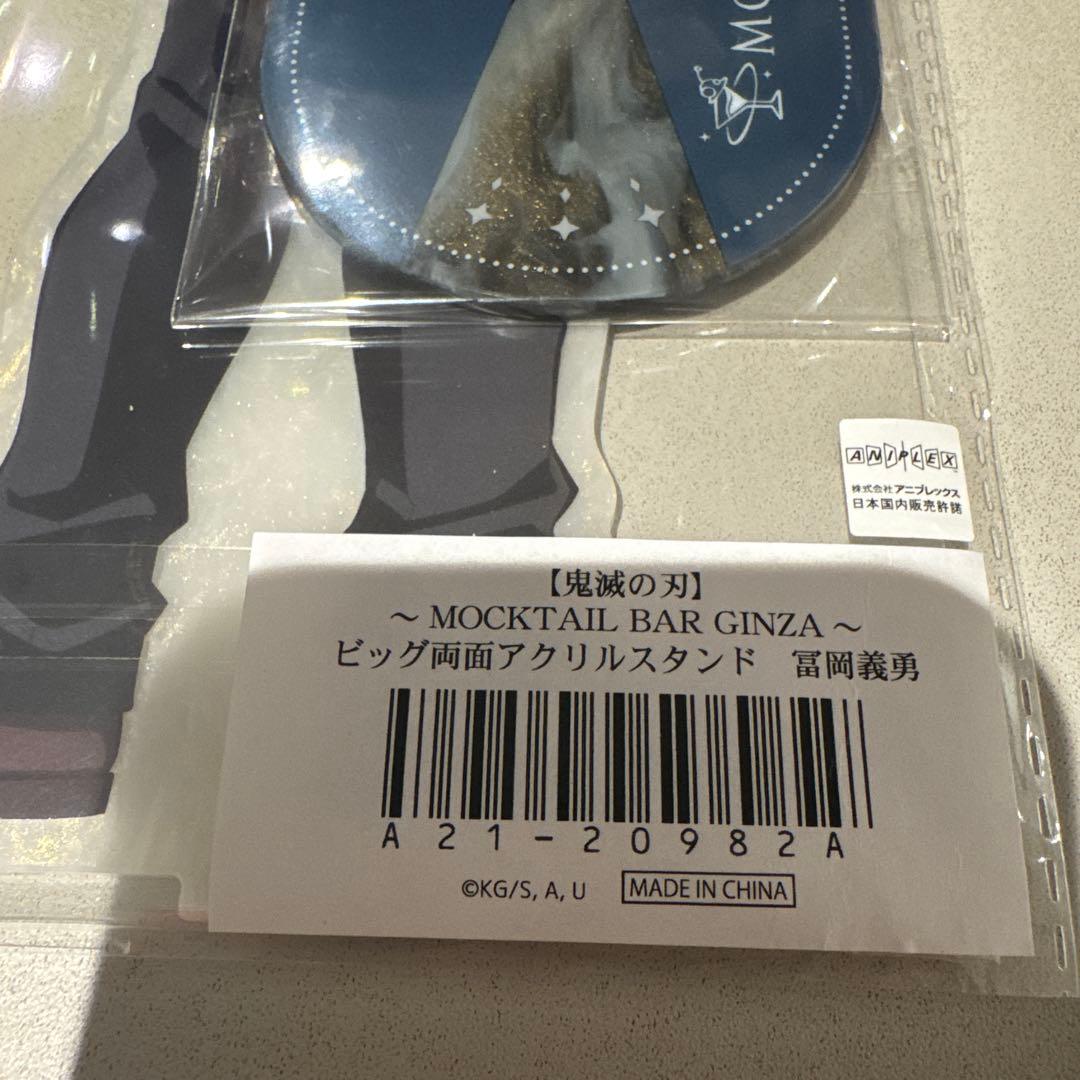 MO
ANIPLEX
株式会社アニプレックス
日本国内販売許諾
【鬼滅の刃】
～ MOCKTAIL BAR GINZA ～
ビッグ両面アクリルスタンド　冨岡義勇
A21-20982A
©KG/S, A, U MADE IN CHINA